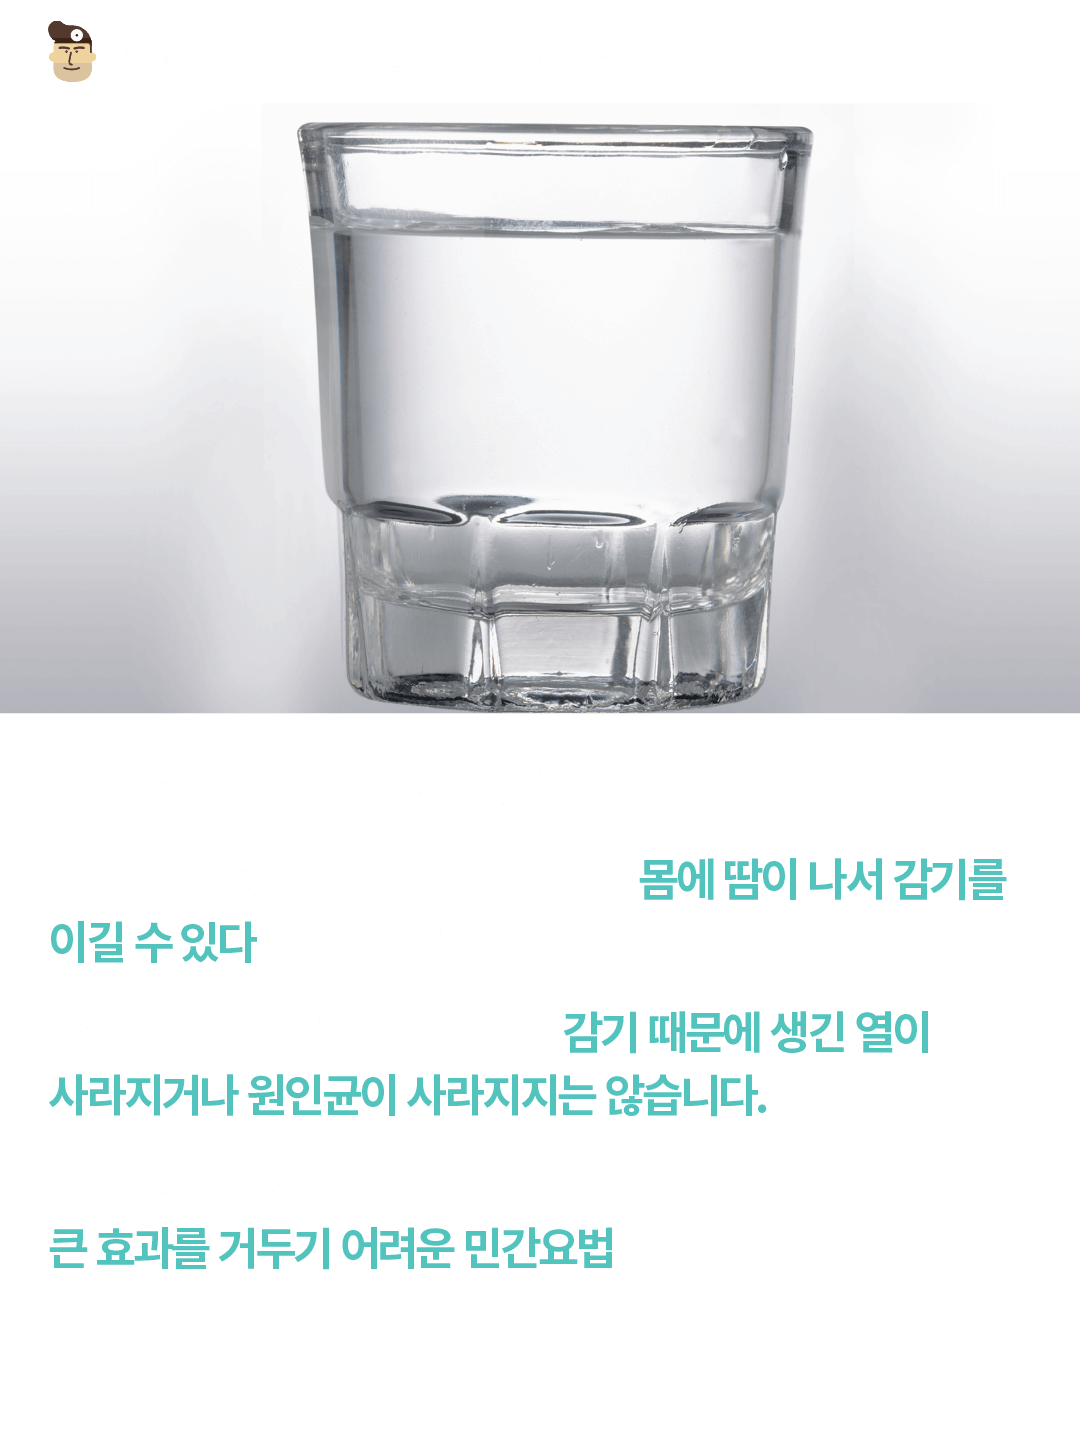 몸에 땀이 나서 감기를
이길 수 있다
감기 때문에 생긴 열이
사라지거나 원인균이 사라지지는 않습니다.
큰 효과를 거두기 어려운 민간요법